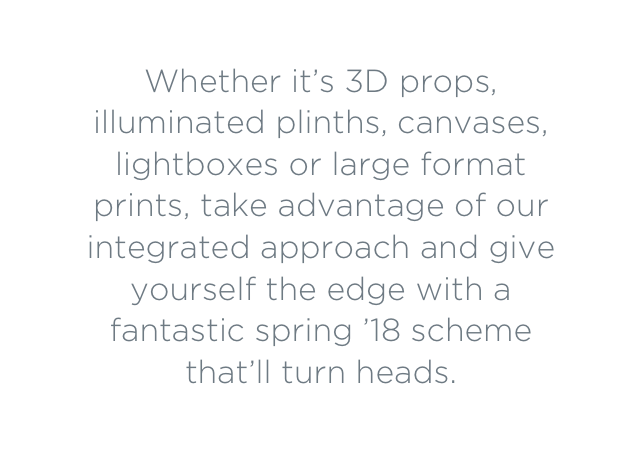 Whether it’s 3D props,
illuminated plinths, canvases,
lightboxes or large format
prints, take advantage of our
integrated approach and give
yourself the edge with a
fantastic spring ’18 scheme
that’ll turn heads.